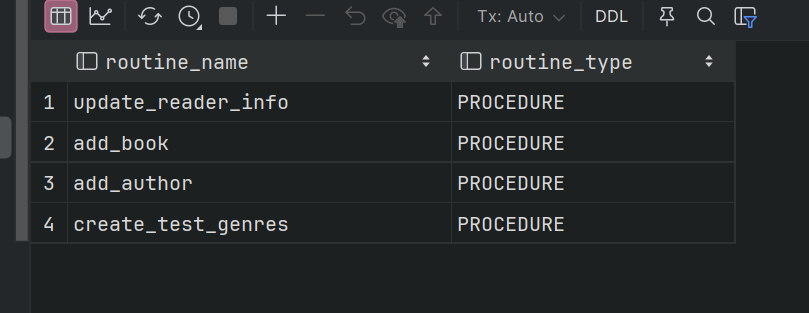 Tx: Auto DDL
routine_name routine_type
1 update_reader_info PROCEDURE
2 add_book PROCEDURE
3 add_author PROCEDURE
4 create_test_genres PROCEDURE